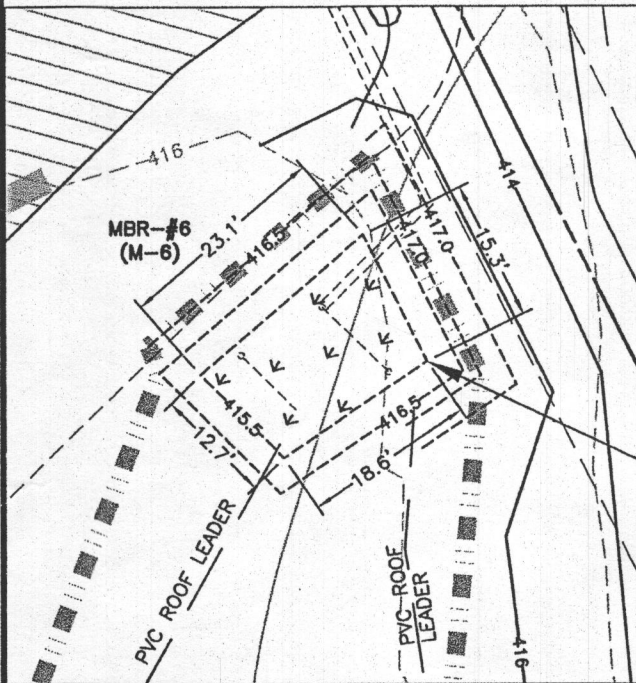 416
MBR-#6
(M-6)
23.1'
416.5
417.0
417.0
15.3'
414
415.5
12.7'
416.5
18.6'
PVC ROOF LEADER
PVC ROOF
LEADER
416